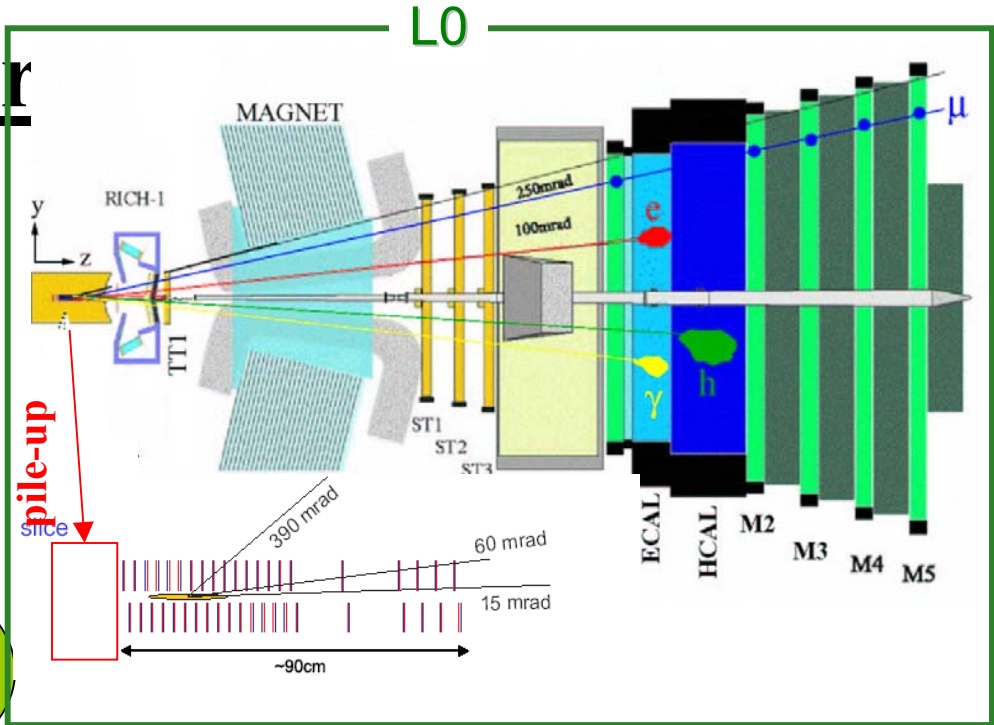 L0
r
MAGNET
μ
RICH-1
250mrad
100mrad
e
y
z
TT1
γ
h
ST1
ST2
ST3
pile-up
slice
ECAL
HCAL
M2
M3
M4
M5
390 mrad
60 mrad
15 mrad
~90cm